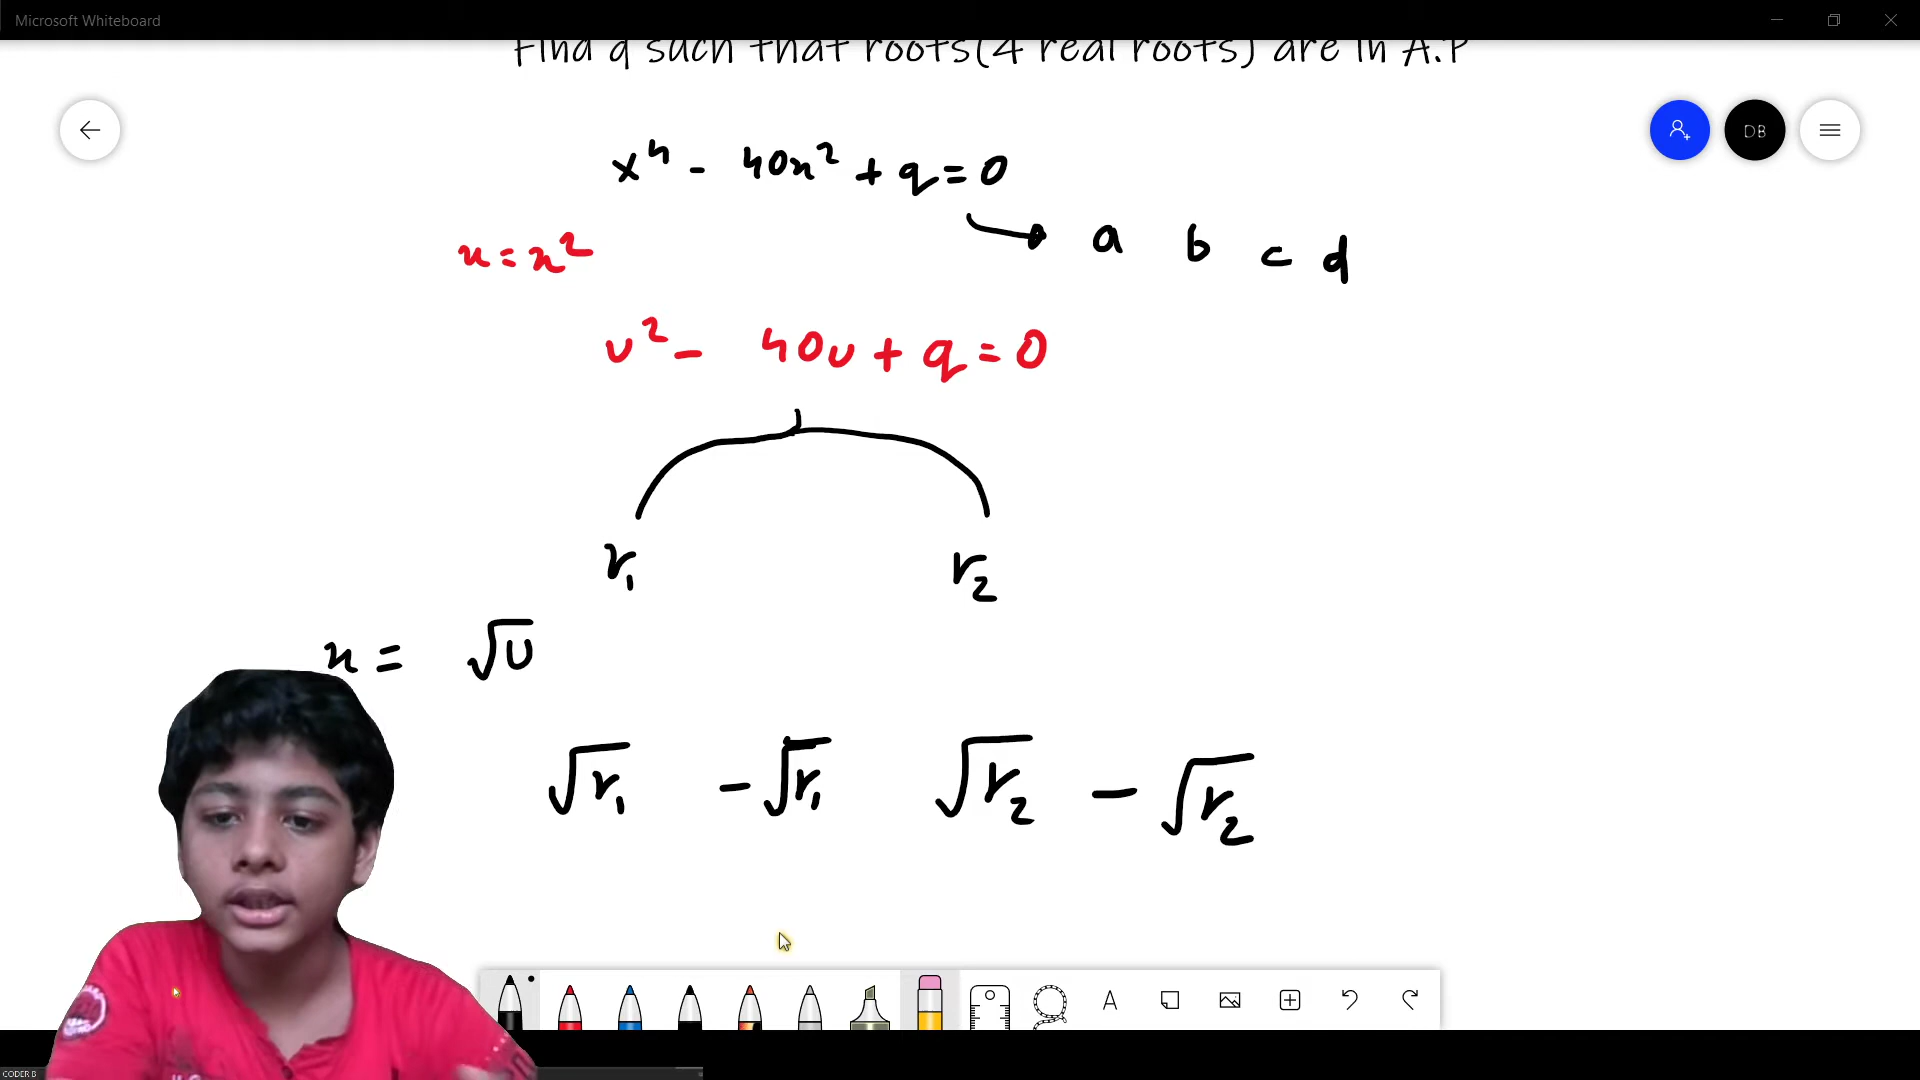 Microsoft Whiteboard
Find q such that roots(4 real roots) are in A.P
x⁴ - 40x² + q = 0
DB
a b c d
u = x²
u² - 40u + q = 0
r₁ r₂
x = √u
√r₁ -√r₁ √r₂ -√r₂
A
CODER B